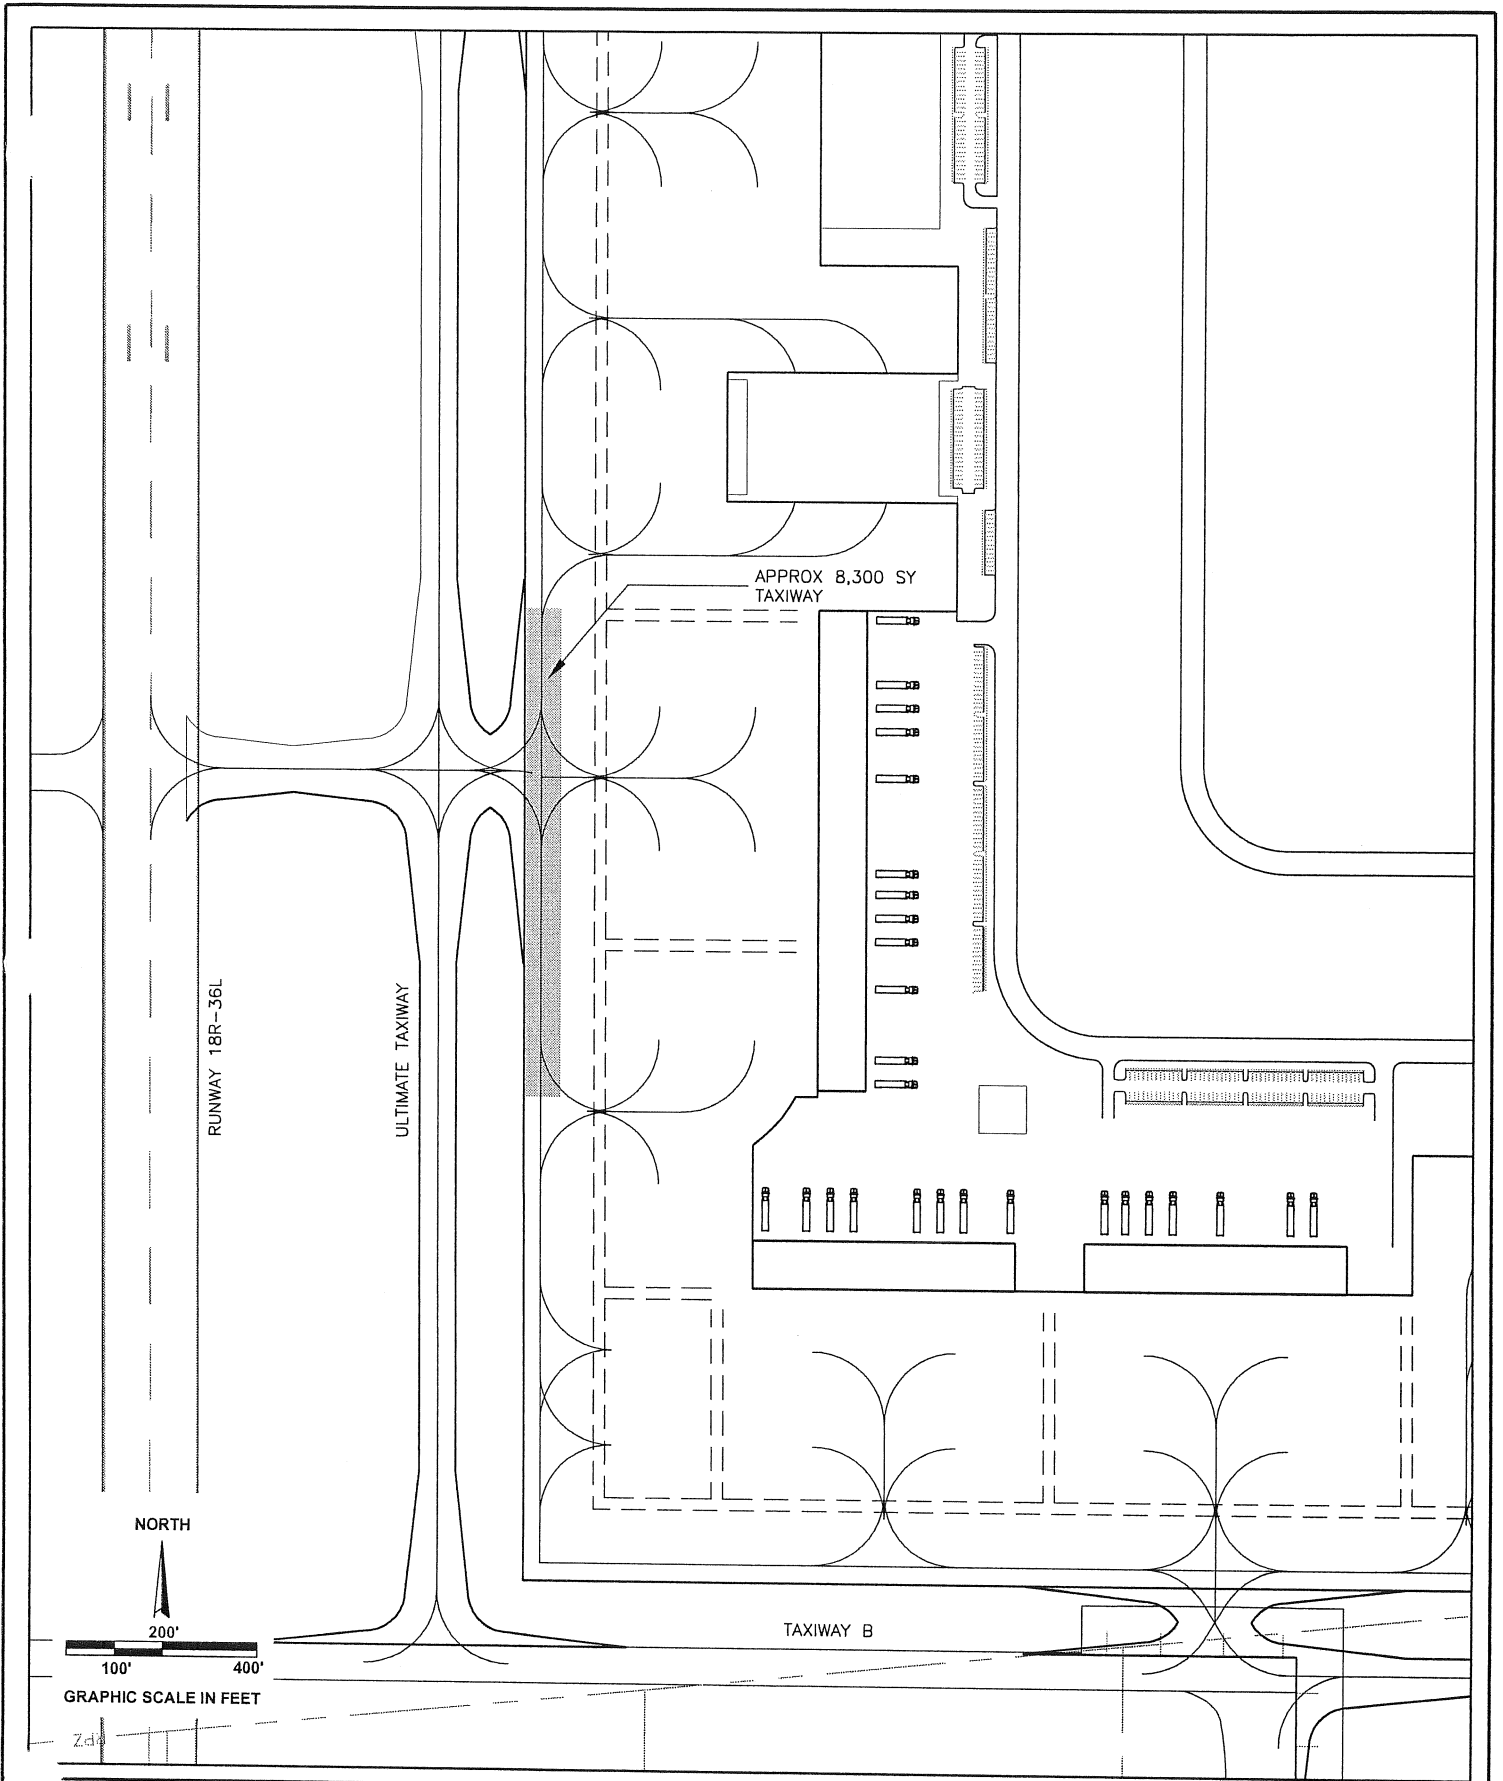 APPROX 8,300 SY
TAXIWAY
RUNWAY 18R-36L
ULTIMATE TAXIWAY
NORTH
200'
100'
400'
GRAPHIC SCALE IN FEET
TAXIWAY B